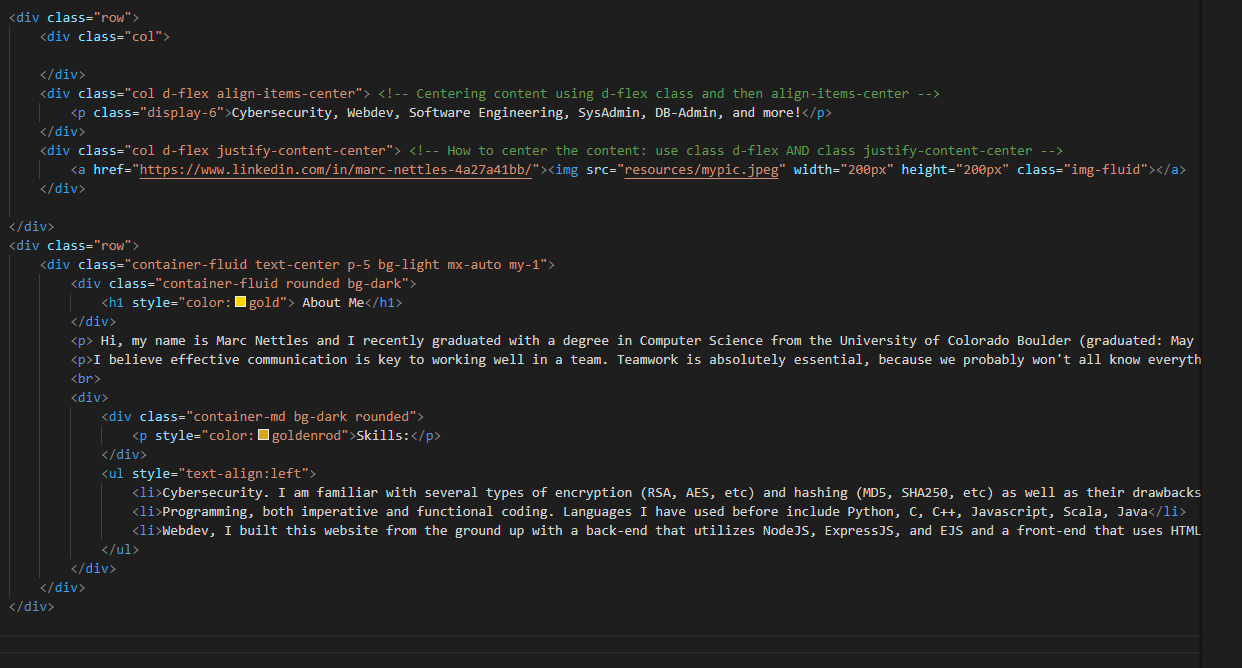 <div class="row">
<div class="col">
</div>
<div class="col d-flex align-items-center"> <!-- Centering content using d-flex class and then align-items-center -->
<p class="display-6">Cybersecurity, Webdev, Software Engineering, SysAdmin, DB-Admin, and more!</p>
</div>
<div class="col d-flex justify-content-center"> <!-- How to center the content: use class d-flex AND class justify-content-center -->
<a href="https://www.linkedin.com/in/marc-nettles-4a27a41bb/"><img src="resources/mypic.jpeg" width="200px" height="200px" class="img-fluid"></a>
</div>
</div>
<div class="row">
<div class="container-fluid text-center p-5 bg-light mx-auto my-1">
<div class="container-fluid rounded bg-dark">
<h1 style="color:gold"> About Me</h1>
</div>
<p> Hi, my name is Marc Nettles and I recently graduated with a degree in Computer Science from the University of Colorado Boulder (graduated: May
<p>I believe effective communication is key to working well in a team. Teamwork is absolutely essential, because we probably won't all know everyth
<br>
<div>
<div class="container-md bg-dark rounded">
<p style="color:goldenrod">Skills:</p>
</div>
<ul style="text-align:left">
<li>Cybersecurity. I am familiar with several types of encryption (RSA, AES, etc) and hashing (MD5, SHA250, etc) as well as their drawbacks
<li>Programming, both imperative and functional coding. Languages I have used before include Python, C, C++, Javascript, Scala, Java</li>
<li>Webdev, I built this website from the ground up with a back-end that utilizes NodeJS, ExpressJS, and EJS and a front-end that uses HTML
</ul>
</div>
</div>
</div>